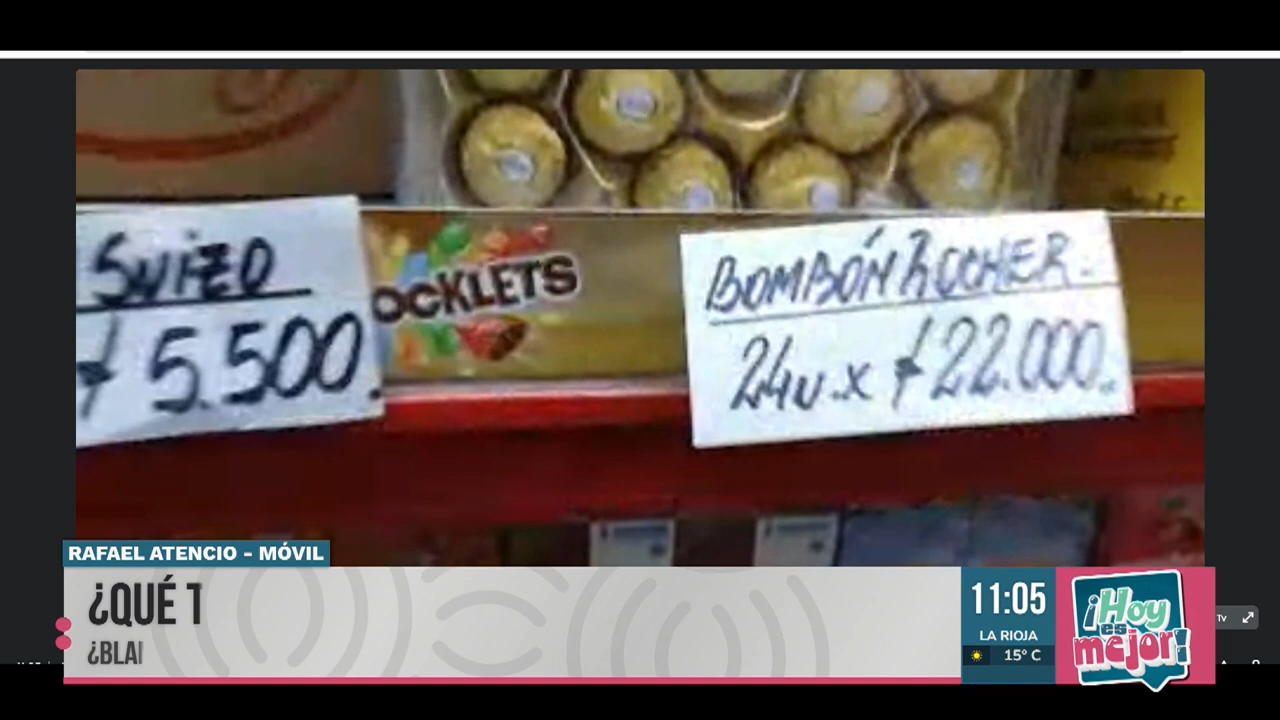 SUIZO
$ 5.500.
OCKLETS
BOMBÓN ROCHER.
24u.x $22.000.
RAFAEL ATENCIO - MÓVIL
¿QUÉ
¿BLA
11:05
LA RIOJA
15° C
¡Hoy
es
mejor!
Tv